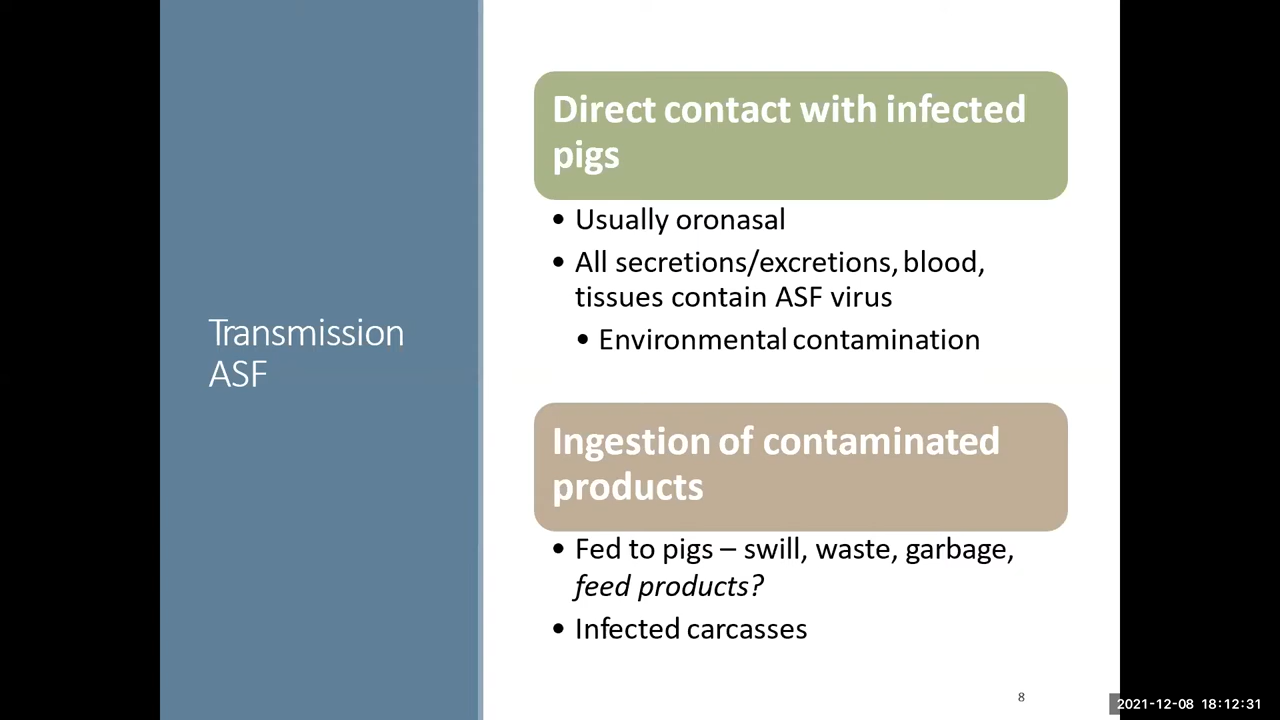 Transmission
ASF
Direct contact with infected
pigs
• Usually oronasal
• All secretions/excretions, blood,
tissues contain ASF virus
• Environmental contamination
Ingestion of contaminated
products
• Fed to pigs – swill, waste, garbage,
feed products?
• Infected carcasses
8
2021-12-08 18:12:31